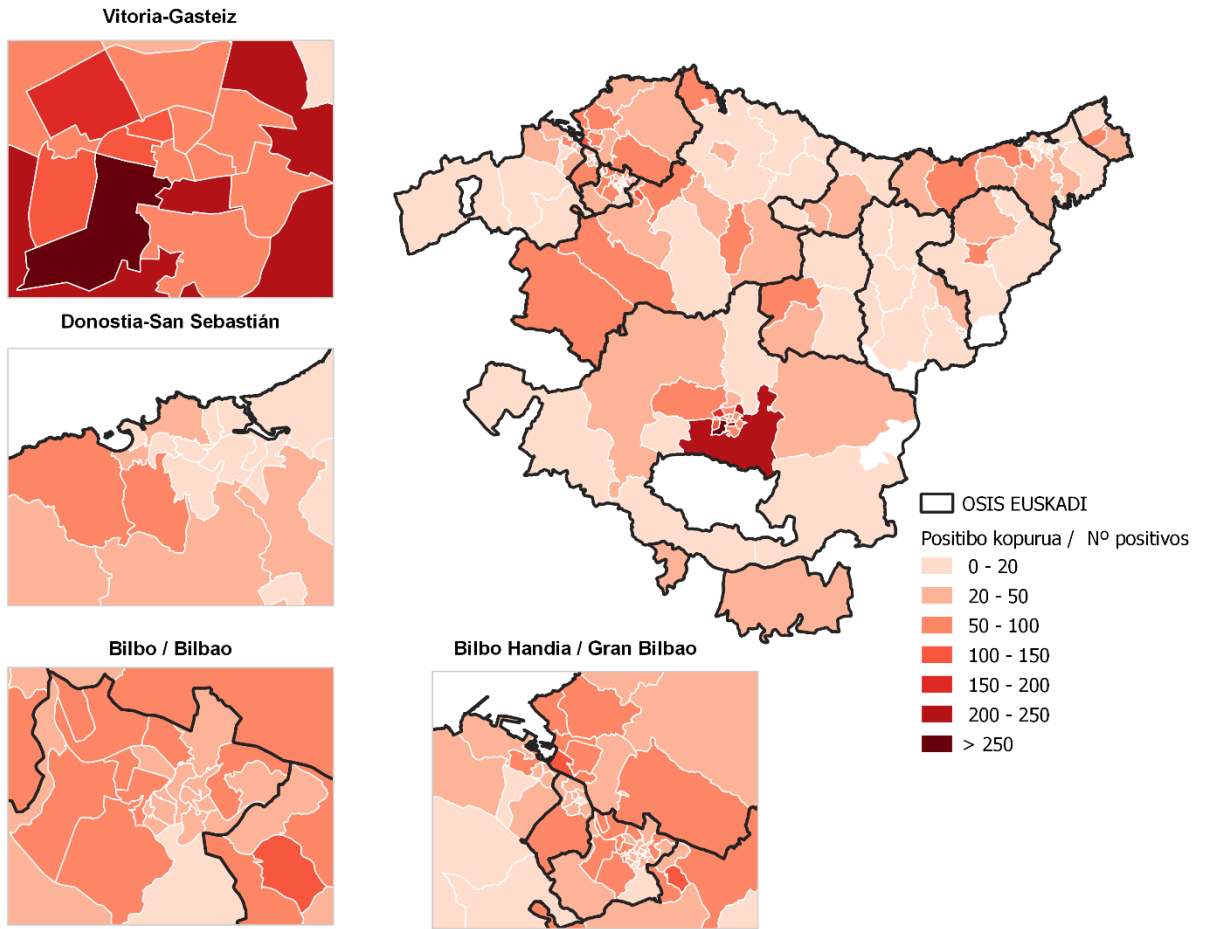 Vitoria-Gasteiz
Donostia-San Sebastián
Bilbo / Bilbao
Bilbo Handia / Gran Bilbao
OSIS EUSKADI
Positibo kopurua / Nº positivos
0 - 20
20 - 50
50 - 100
100 - 150
150 - 200
200 - 250
> 250